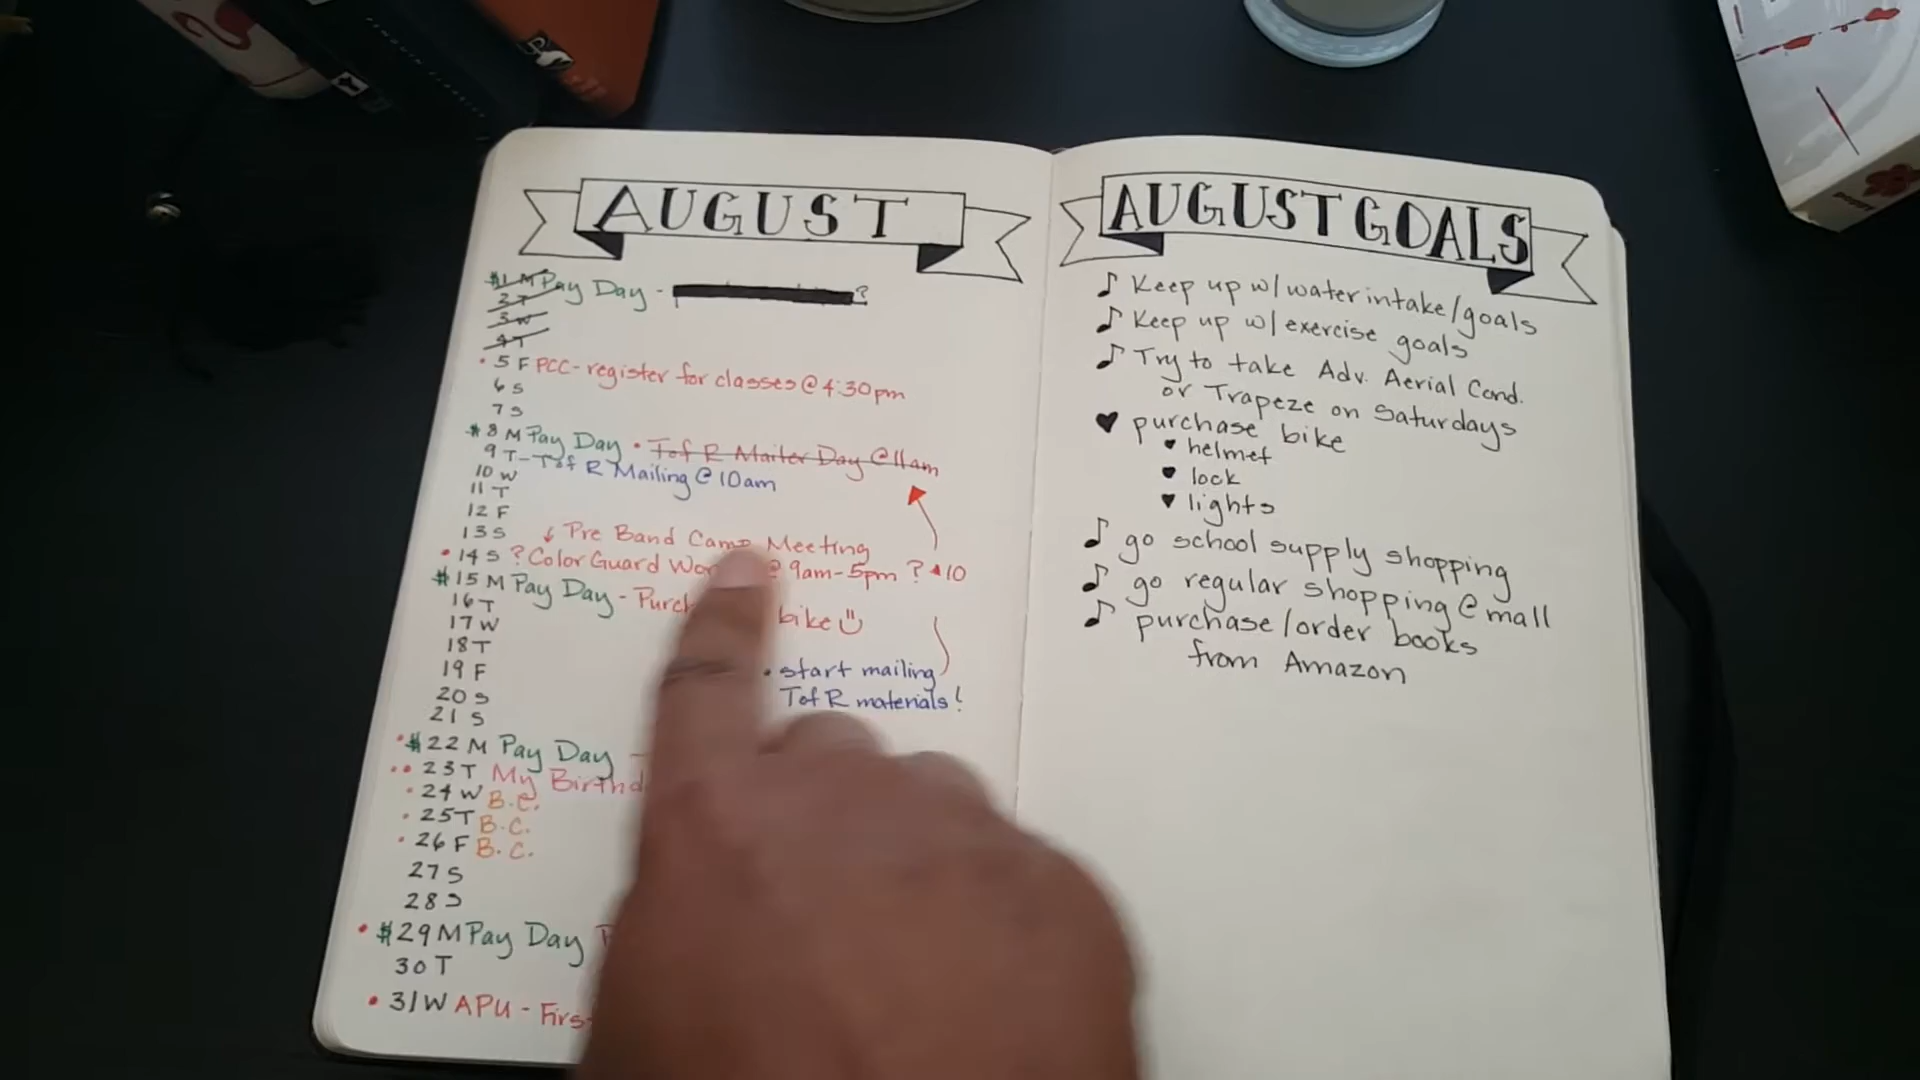 AUGUST
$1 M Pay Day - ?
2 T
3 W
4 T
• 5 F PCC - register for classes @ 4:30pm
6 S
7 S
$8 M Pay Day • T of R Mailer Day @ 11am
9 T - T of R Mailing @ 10am
10 W
11 T
12 F
13 S ↓ Pre Band Camp Meeting
• 14 S ? Color Guard @ 9am-5pm ? 10
$15 M Pay Day - bike
16 T
17 W
18 T
19 F • start mailing
20 S T of R materials!
21 S
• $22 M Pay Day -
•• 23 T My
• 24 W B.C.
• 25 T B.C.
• 26 F B.C.
27 S
28 S
• $29 M Pay Day
30 T
• 31 W APU -
AUGUST GOALS
♪ Keep up w/ water intake/goals
♪ Keep up w/ exercise goals
♪ Try to take Adv. Aerial Cond.
or Trapeze on Saturdays
♥ purchase bike
♥ helmet
♥ lock
♥ lights
♪ go school supply shopping
♪ go regular shopping @ mall
♪ purchase/order books
from Amazon